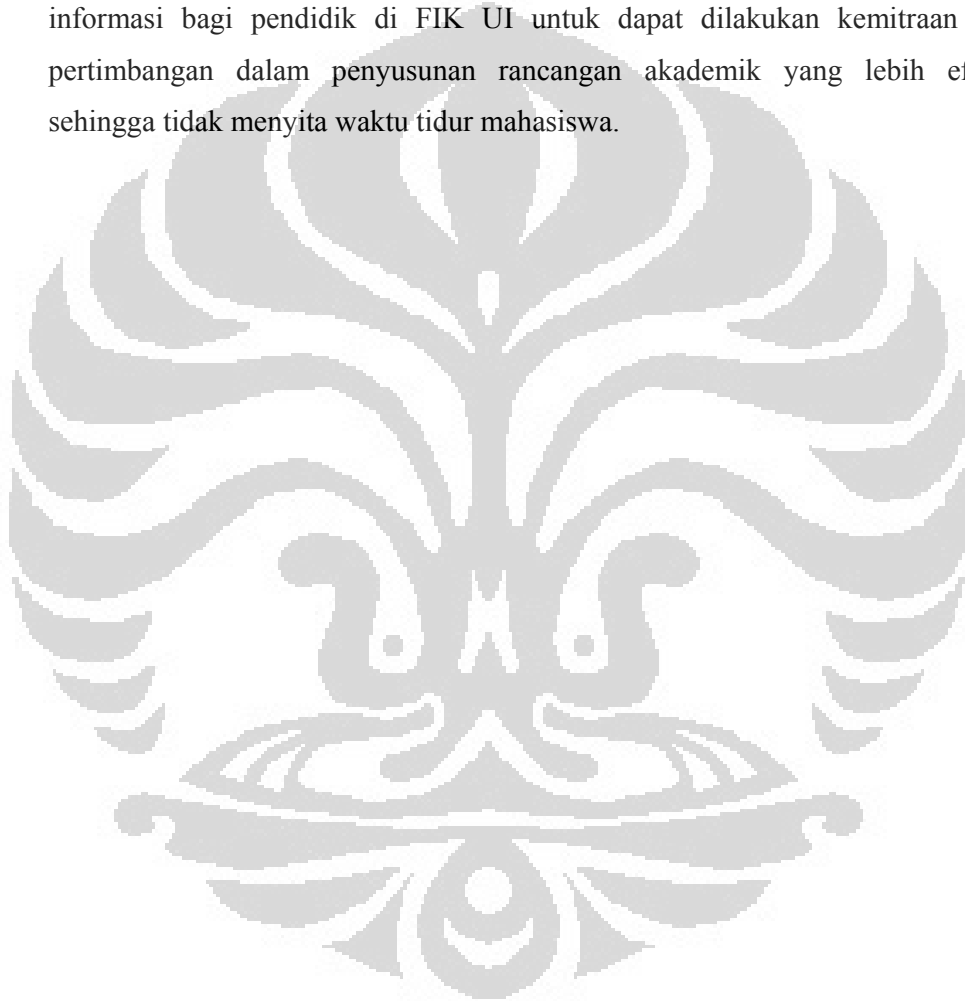 informasi bagi pendidik di FIK UI untuk dapat dilakukan kemitraan
pertimbangan dalam penyusunan rancangan akademik yang lebih
sehingga tidak menyita waktu tidur mahasiswa.